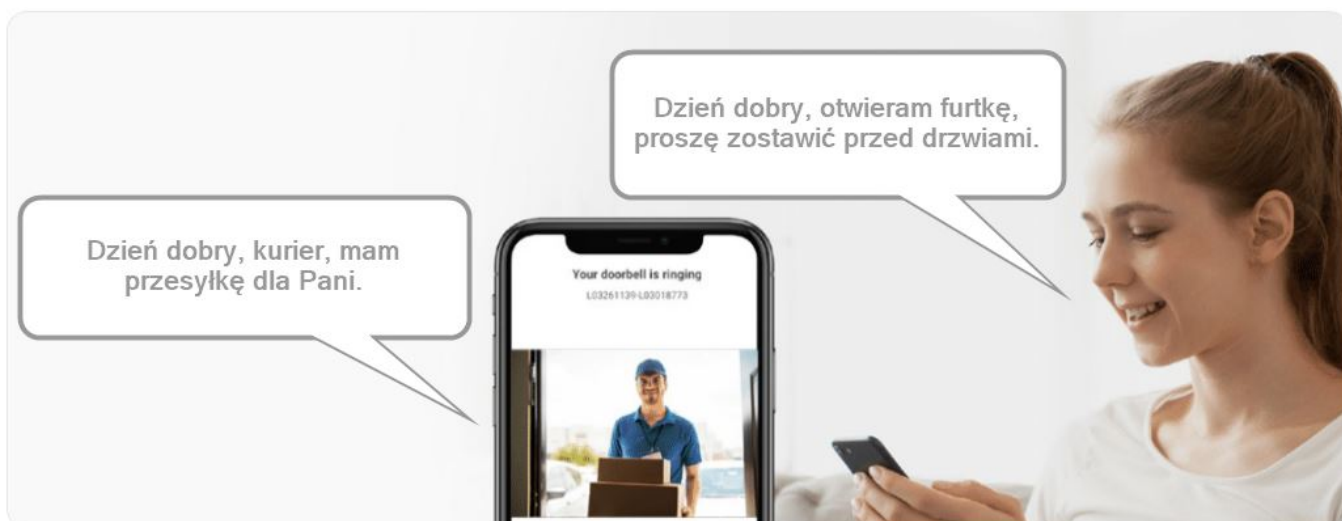 Dzień dobry, otwieram furtkę,
proszę zostawić przed drzwiami.
Dzień dobry, kurier, mam
przesyłkę dla Pani.
Your doorbell is ringing
L03261139-L03018773